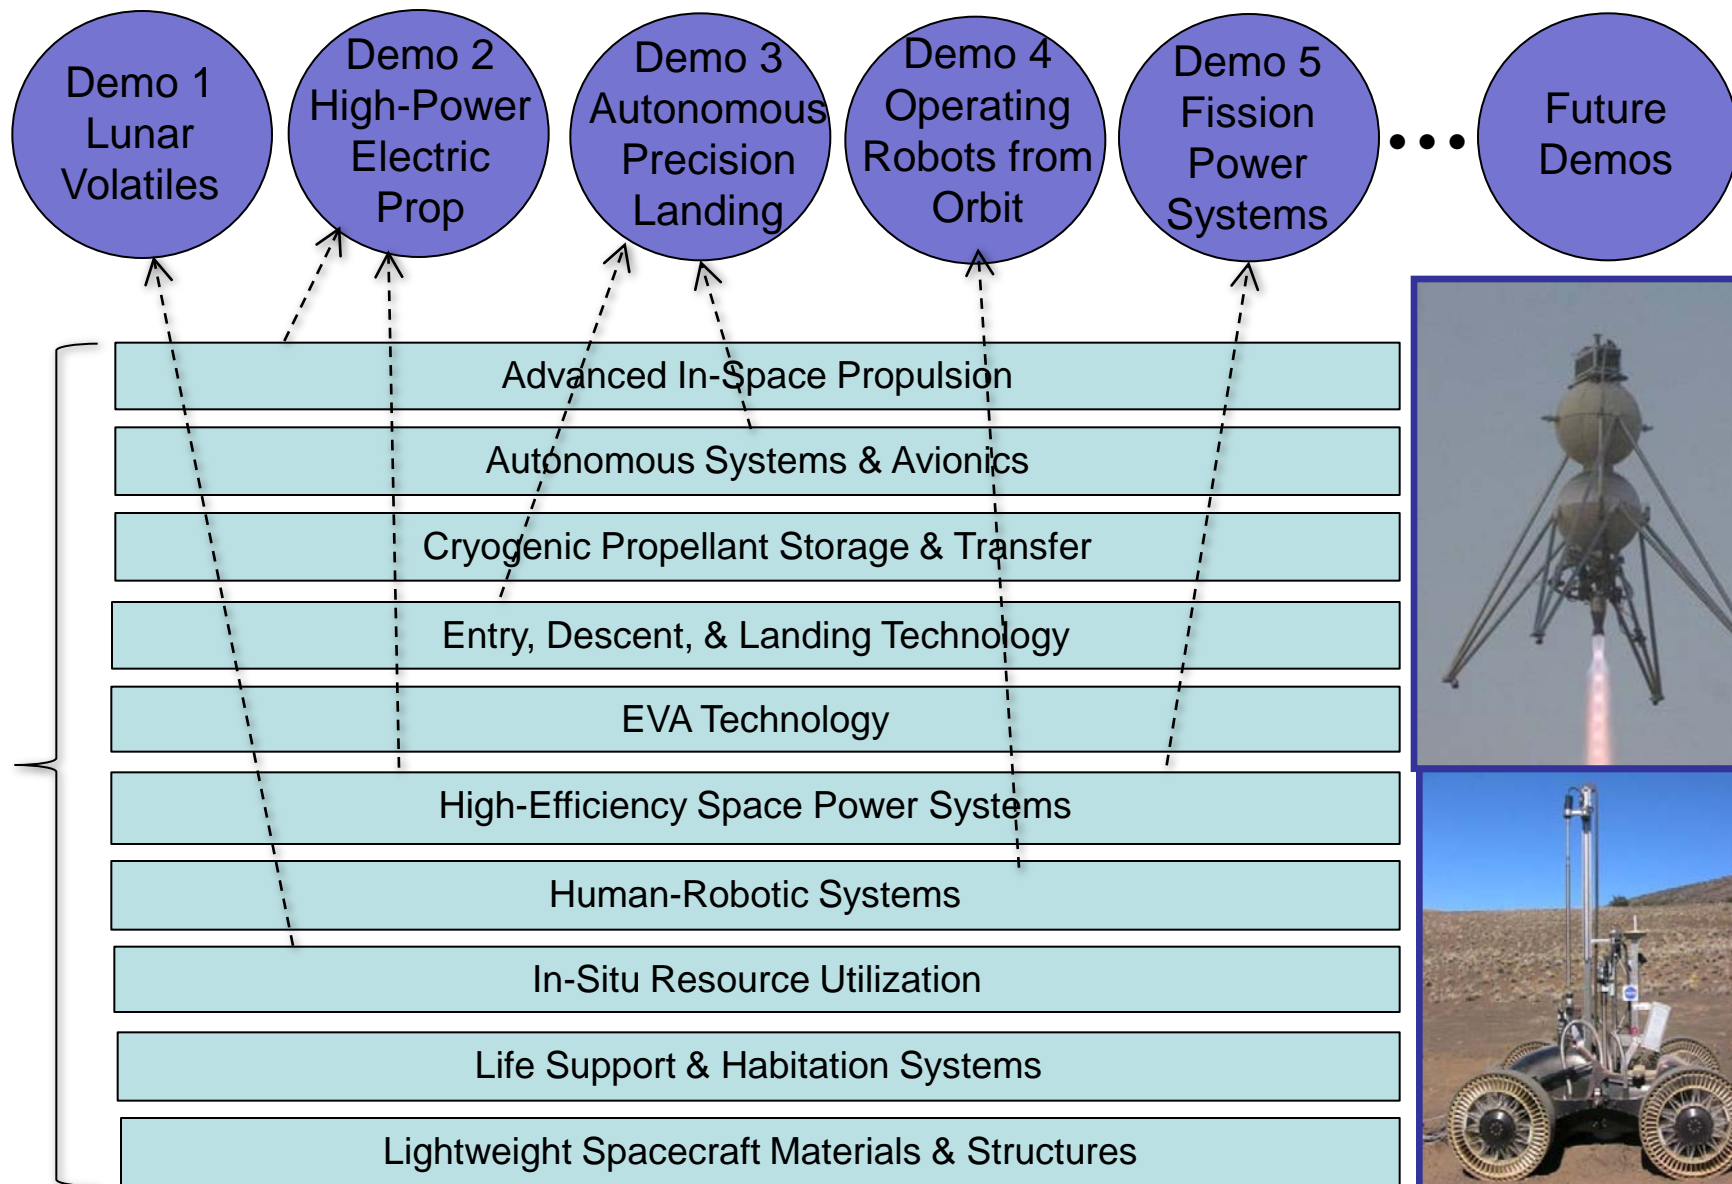 Demo 1
Lunar
Volatiles
Demo 2
High-Power
Electric
Prop
Demo 3
Autonomous
Precision
Landing
Demo 4
Operating
Robots from
Orbit
Demo 5
Fission
Power
Systems
Future
Demos
Advanced In-Space Propulsion
Autonomous Systems & Avionics
Cryogenic Propellant Storage & Transfer
Entry, Descent, & Landing Technology
EVA Technology
High-Efficiency Space Power Systems
Human-Robotic Systems
In-Situ Resource Utilization
Life Support & Habitation Systems
Lightweight Spacecraft Materials & Structures